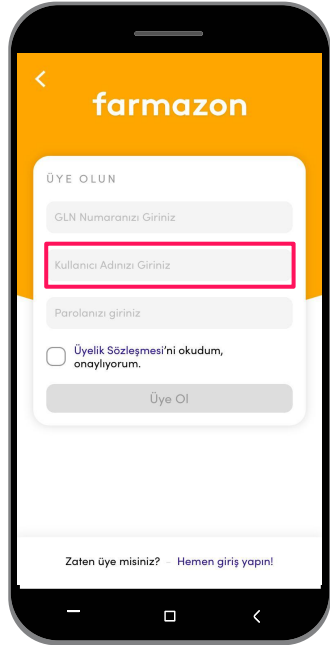 farmazon
ÜYE OLUN
GLN Numaranızı Giriniz
Kullanıcı Adınızı Giriniz
Parolanızı giriniz
Üyelik Sözleşmesi'ni okudum,
onaylıyorum.
Üye Ol
Zaten üye misiniz? - Hemen giriş yapın!